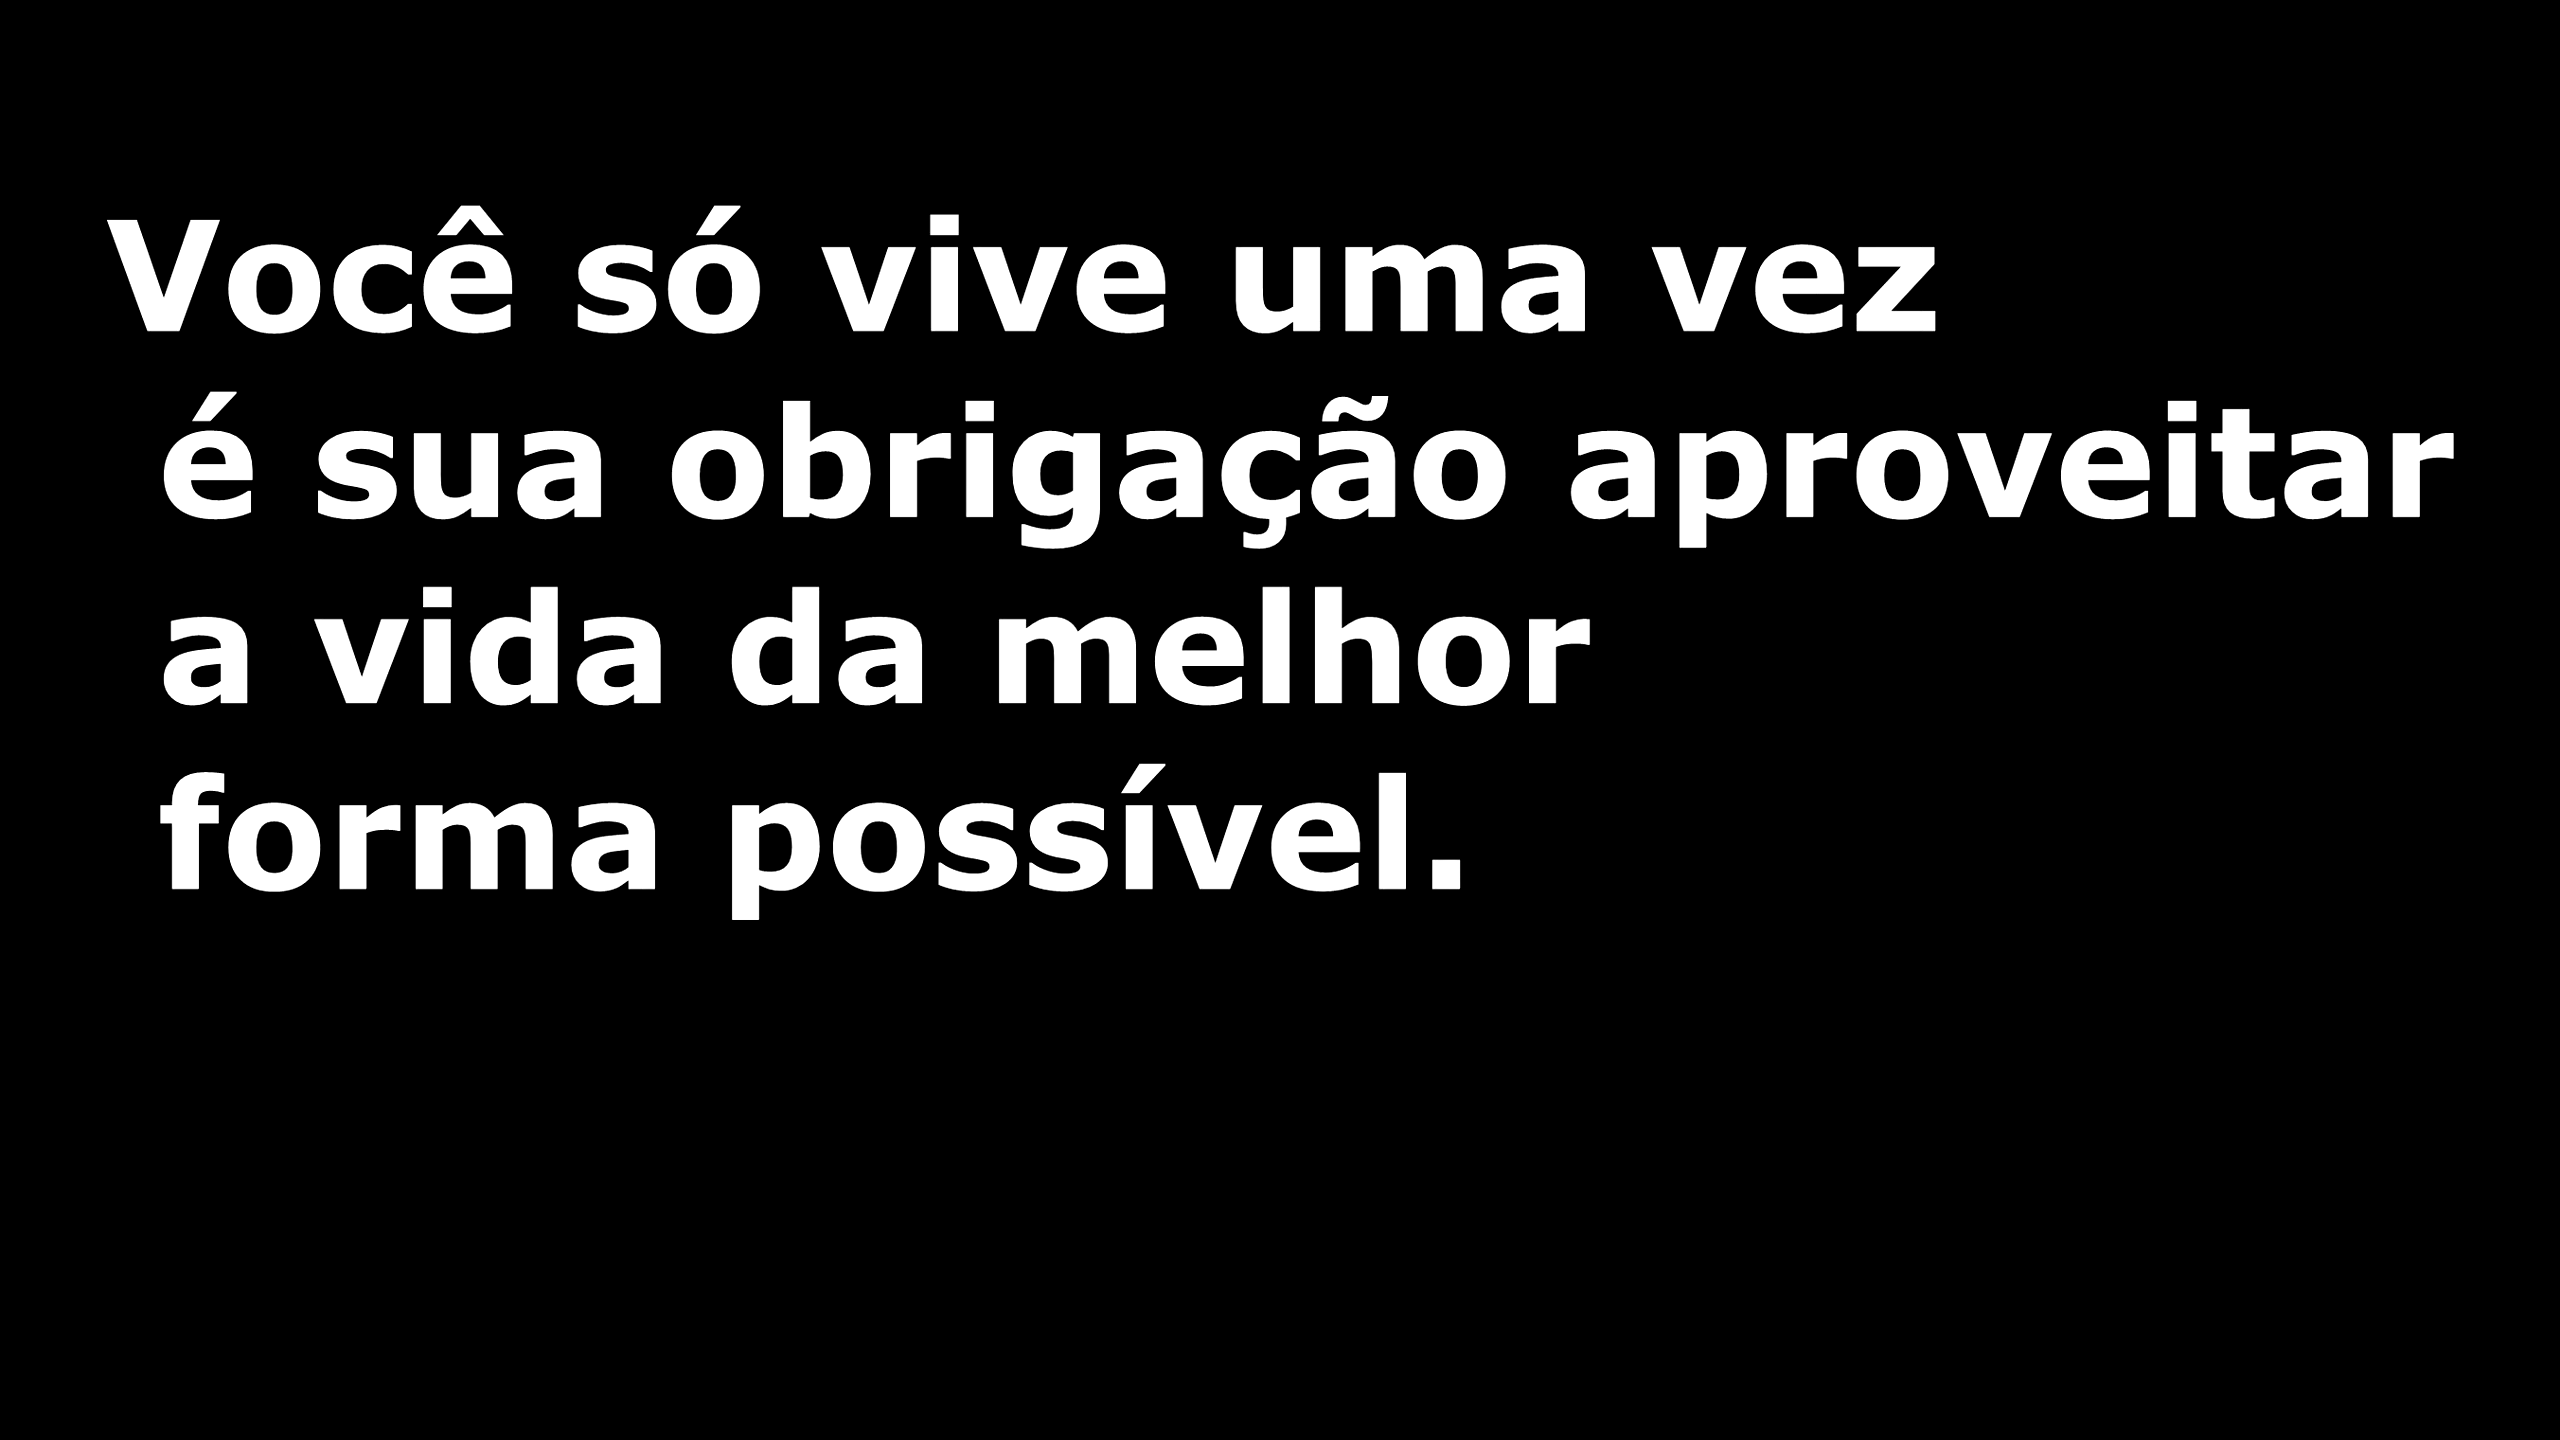 Você só vive uma vez
é sua obrigação aproveitar
a vida da melhor
forma possível.